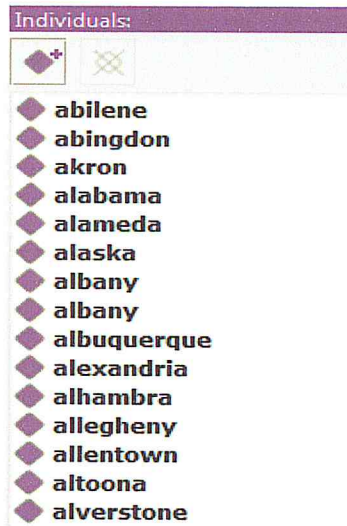 Individuals:
abilene
abingdon
akron
alabama
alameda
alaska
albany
albany
albuquerque
alexandria
alhambra
allegheny
allentown
altoona
alverstone